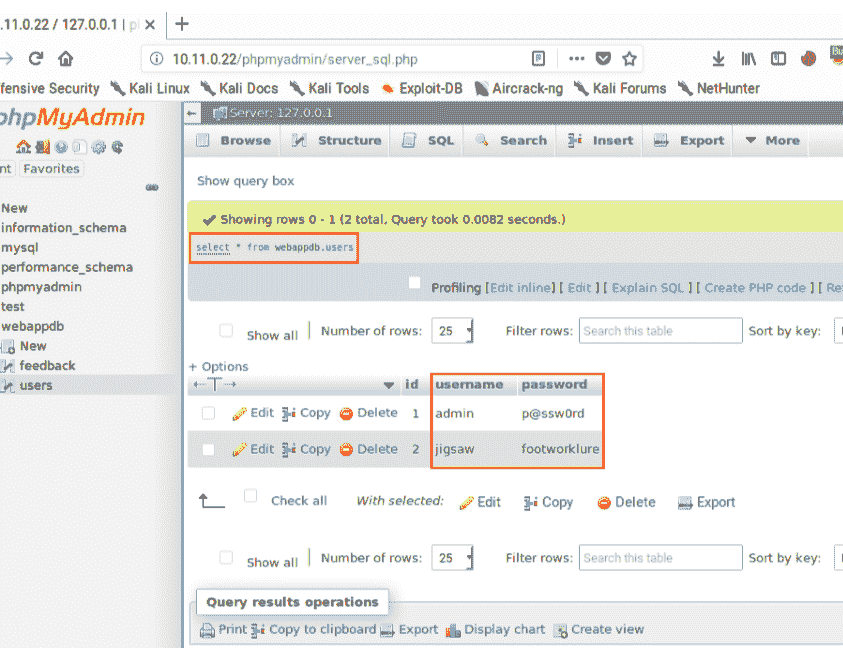 .11.0.22 / 127.0.0.1 | p
10.11.0.22/phpmyadmin/server_sql.php
fensive Security Kali Linux Kali Docs Kali Tools Exploit-DB Aircrack-ng Kali Forums NetHunter
phpMyAdmin
Server: 127.0.0.1
Browse Structure SQL Search Insert Export More
nt Favorites
Show query box
New
information_schema
mysql
performance_schema
phpmyadmin
test
webappdb
New
feedback
users
Showing rows 0 - 1 (2 total, Query took 0.0082 seconds.)
select * from webappdb.users
Profiling [Edit inline] [ Edit ] [ Explain SQL ] [ Create PHP code ] [ Re
Show all Number of rows: 25 Filter rows: Search this table Sort by key:
+ Options
←T→ id username password
Edit Copy Delete 1 admin p@ssw0rd
Edit Copy Delete 2 jigsaw footworklure
Check all With selected: Edit Copy Delete Export
Show all Number of rows: 25 Filter rows: Search this table Sort by key:
Query results operations
Print Copy to clipboard Export Display chart Create view